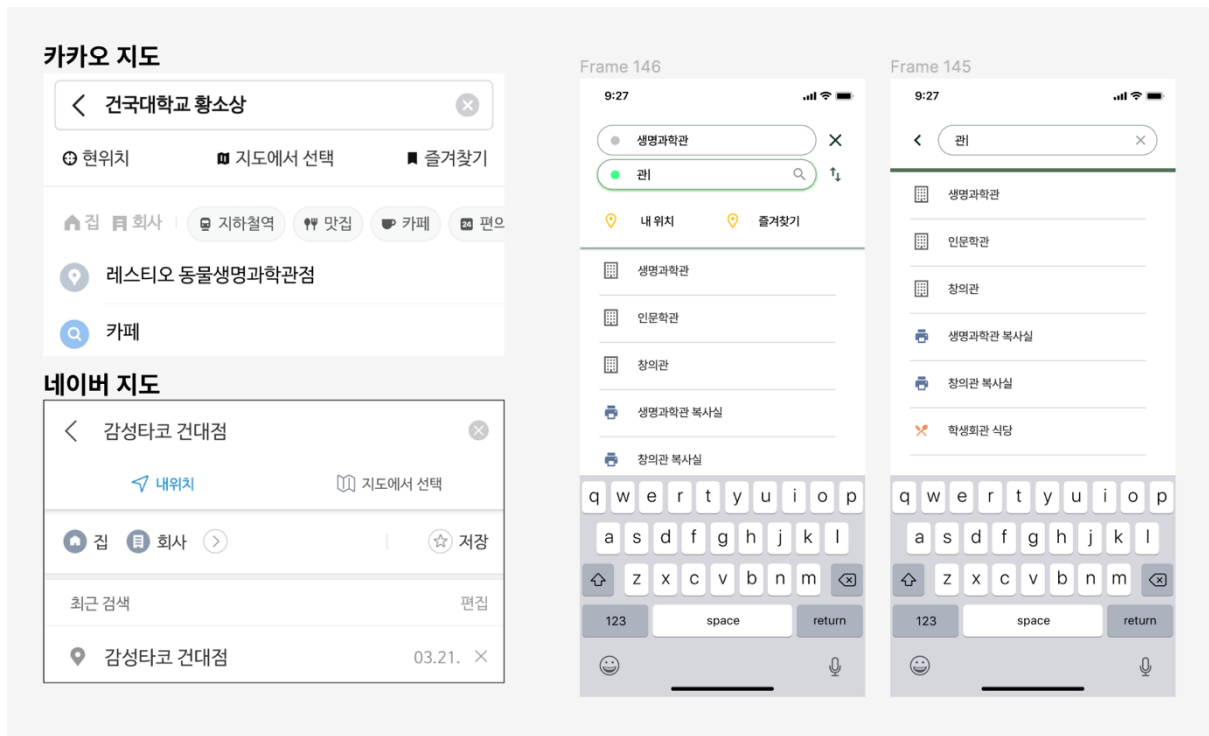 카카오 지도
건국대학교 황소상
현위치 지도에서 선택 즐겨찾기
집 회사 지하철역 맛집 카페 24 편의
레스티오 동물생명과학관점
카페
네이버 지도
감성타코 건대점
내위치 지도에서 선택
집 회사 저장
최근 검색 편집
감성타코 건대점 03.21.
Frame 146
9:27
생명과학관
관
내 위치 즐겨찾기
생명과학관
인문학관
창의관
생명과학관 복사실
창의관 복사실
q w e r t y u i o p
a s d f g h j k l
z x c v b n m
123 space return
Frame 145
9:27
관
생명과학관
인문학관
창의관
생명과학관 복사실
창의관 복사실
학생회관 식당
q w e r t y u i o p
a s d f g h j k l
z x c v b n m
123 space return